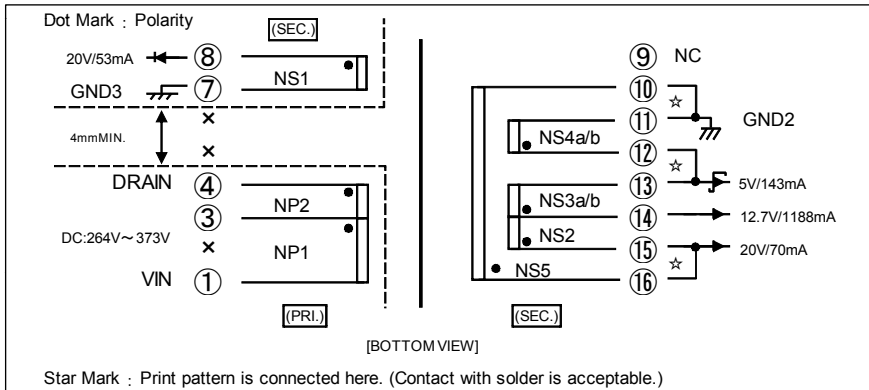 Dot Mark : Polarity
(SEC.)
20V/53mA ⑧
NS1
GND3 ⑦
×
4mmMIN.
×
DRAIN ④
NP2
③
DC:264V～373V
×
NP1
VIN ①
(PRI.)
⑨ NC
⑩
☆
⑪ GND2
NS4a/b
⑫
☆
⑬ 5V/143mA
NS3a/b
⑭ 12.7V/1188mA
NS2
⑮ 20V/70mA
☆
NS5
⑯
(SEC.)
[BOTTOM VIEW]
Star Mark : Print pattern is connected here. (Contact with solder is acceptable.)